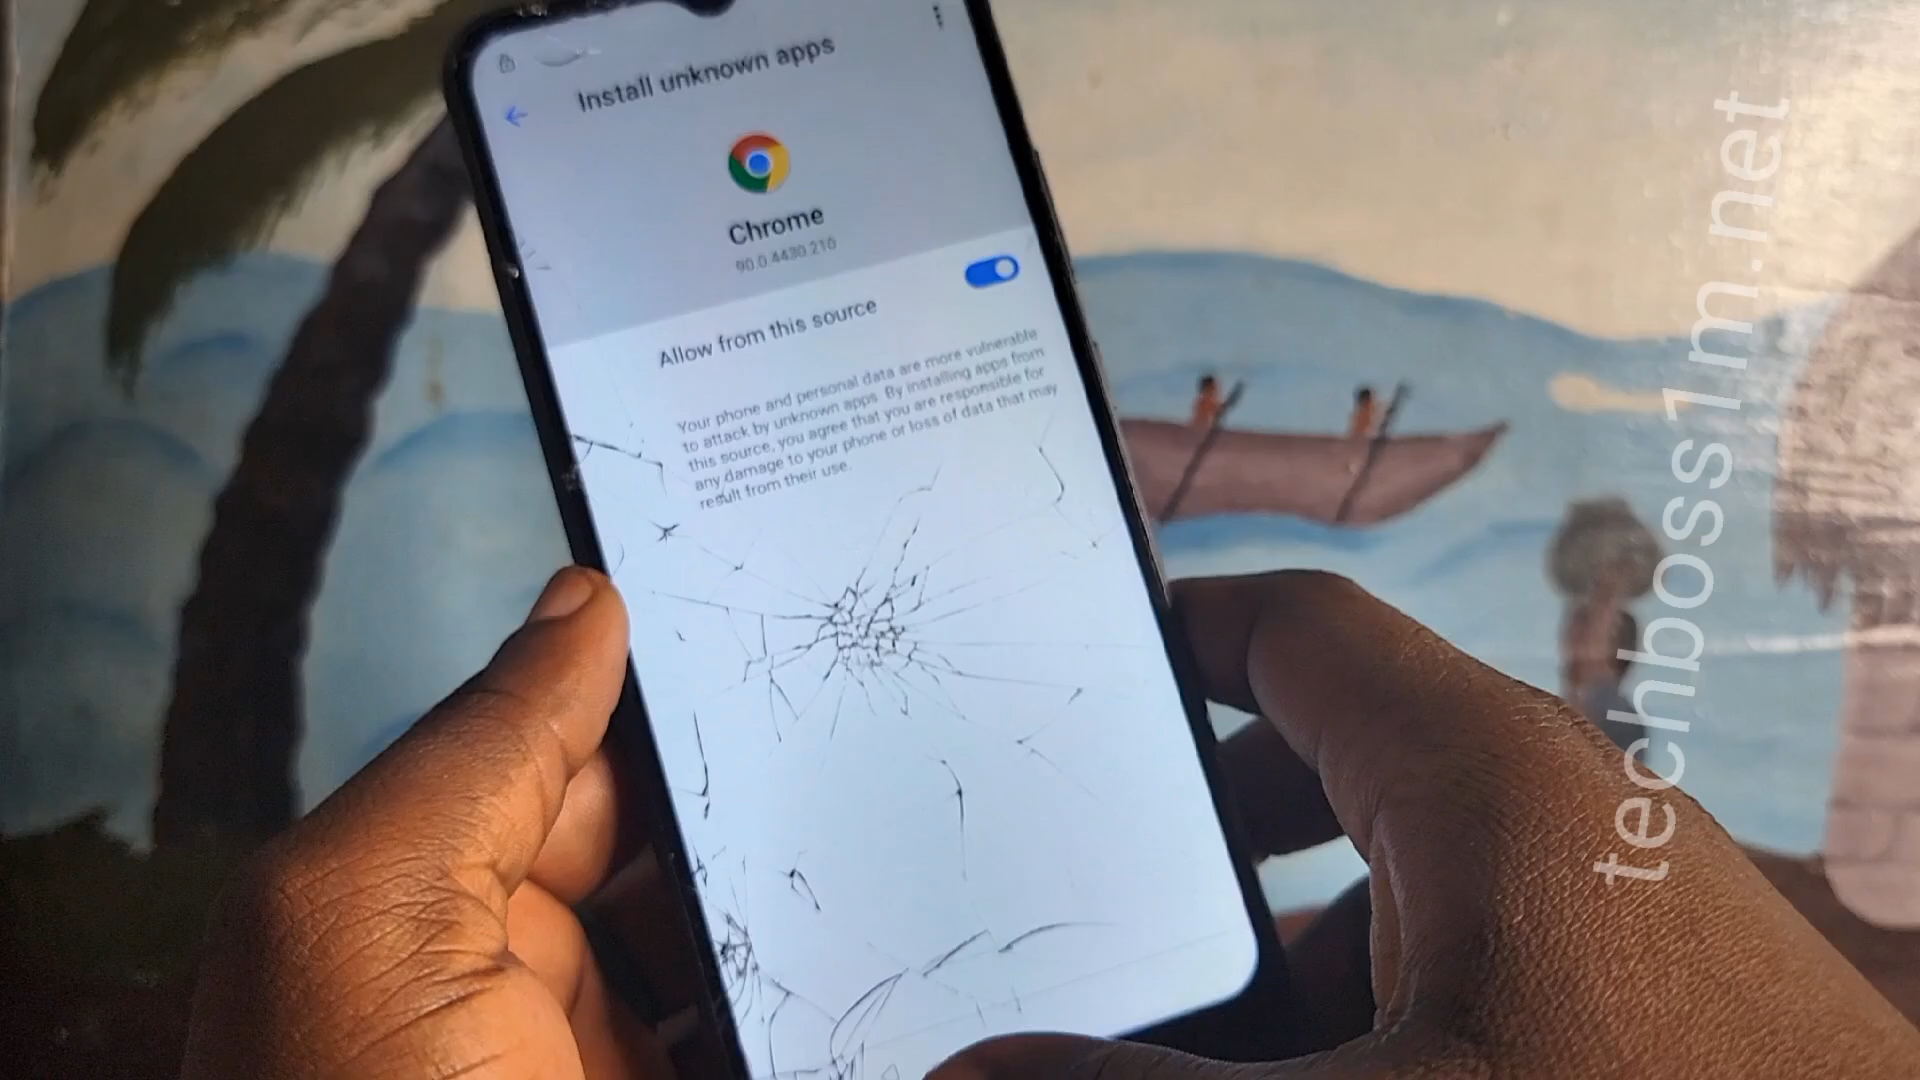 Install unknown apps
Chrome
90.0.4430.210
Allow from this source
Your phone and personal data are more vulnerable
to attack by unknown apps. By installing apps from
this source, you agree that you are responsible for
any damage to your phone or loss of data that may
result from their use.
techboss1m.net